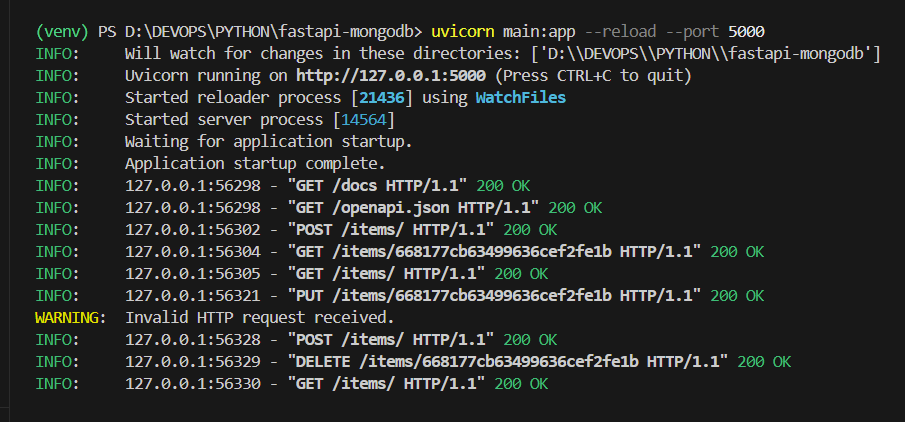 (venv) PS D:\DEVOPS\PYTHON\fastapi-mongodb> uvicorn main:app --reload --port 5000
INFO:     Will watch for changes in these directories: ['D:\\DEVOPS\\PYTHON\\fastapi-mongodb']
INFO:     Uvicorn running on http://127.0.0.1:5000 (Press CTRL+C to quit)
INFO:     Started reloader process [21436] using WatchFiles
INFO:     Started server process [14564]
INFO:     Waiting for application startup.
INFO:     Application startup complete.
INFO:     127.0.0.1:56298 - "GET /docs HTTP/1.1" 200 OK
INFO:     127.0.0.1:56298 - "GET /openapi.json HTTP/1.1" 200 OK
INFO:     127.0.0.1:56302 - "POST /items/ HTTP/1.1" 200 OK
INFO:     127.0.0.1:56304 - "GET /items/668177cb63499636cef2fe1b HTTP/1.1" 200 OK
INFO:     127.0.0.1:56305 - "GET /items/ HTTP/1.1" 200 OK
INFO:     127.0.0.1:56321 - "PUT /items/668177cb63499636cef2fe1b HTTP/1.1" 200 OK
WARNING:  Invalid HTTP request received.
INFO:     127.0.0.1:56328 - "POST /items/ HTTP/1.1" 200 OK
INFO:     127.0.0.1:56329 - "DELETE /items/668177cb63499636cef2fe1b HTTP/1.1" 200 OK
INFO:     127.0.0.1:56330 - "GET /items/ HTTP/1.1" 200 OK